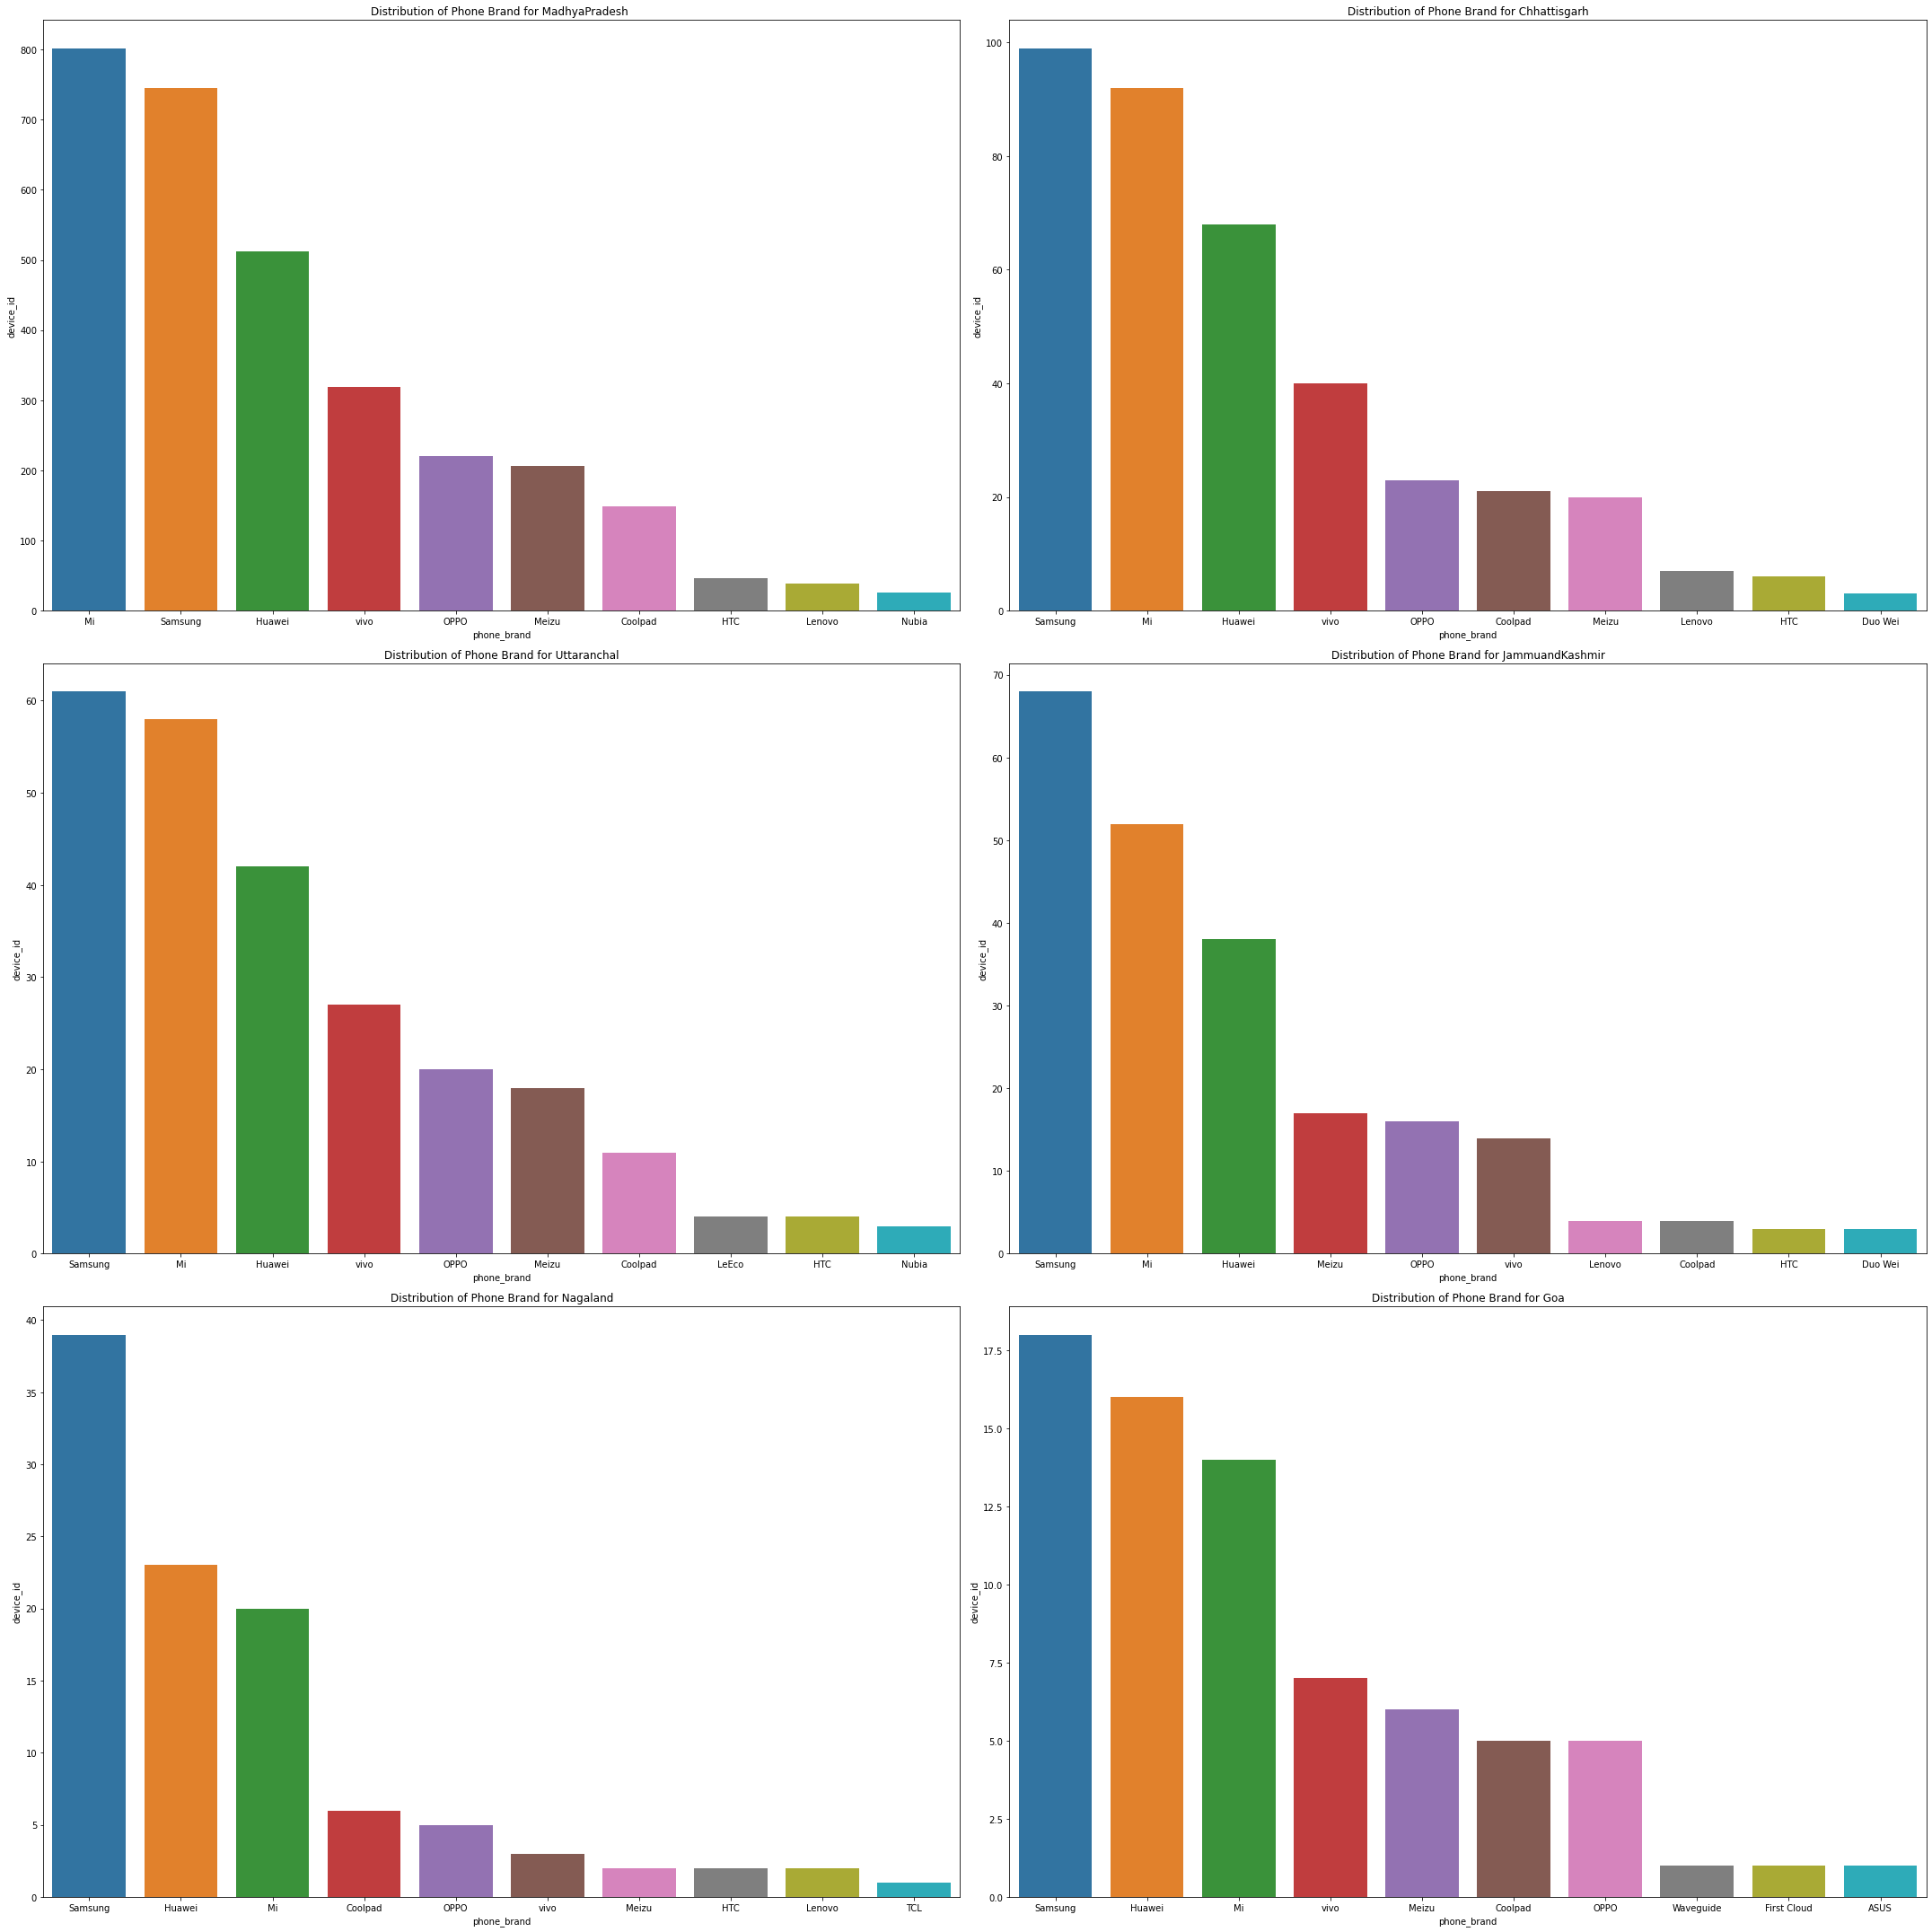 Distribution of Phone Brand for MadhyaPradesh
800
700
600
500
400
300
200
100
0
device_id
Mi Samsung Huawei vivo OPPO Meizu Coolpad HTC Lenovo Nubia
phone_brand
Distribution of Phone Brand for Chhattisgarh
100
80
60
40
20
0
device_id
Samsung Mi Huawei vivo OPPO Coolpad Meizu Lenovo HTC Duo Wei
phone_brand
Distribution of Phone Brand for Uttaranchal
60
50
40
30
20
10
0
device_id
Samsung Mi Huawei vivo OPPO Meizu Coolpad LeEco HTC Nubia
phone_brand
Distribution of Phone Brand for JammuandKashmir
70
60
50
40
30
20
10
0
device_id
Samsung Mi Huawei Meizu OPPO vivo Lenovo Coolpad HTC Duo Wei
phone_brand
Distribution of Phone Brand for Nagaland
40
35
30
25
20
15
10
5
0
device_id
Samsung Huawei Mi Coolpad OPPO vivo Meizu HTC Lenovo TCL
phone_brand
Distribution of Phone Brand for Goa
17.5
15.0
12.5
10.0
7.5
5.0
2.5
0.0
device_id
Samsung Huawei Mi vivo Meizu Coolpad OPPO Waveguide First Cloud ASUS
phone_brand